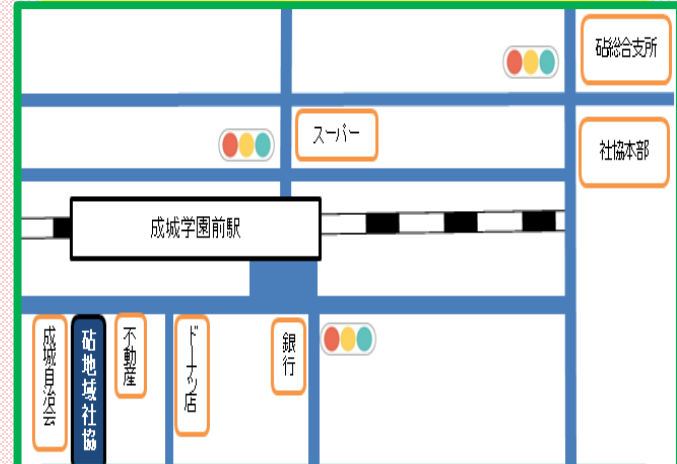 砧総合支所
スーパー
社協本部
成城学園前駅
成城自治会
砧地域社協
不動産
ドーナツ店
銀行